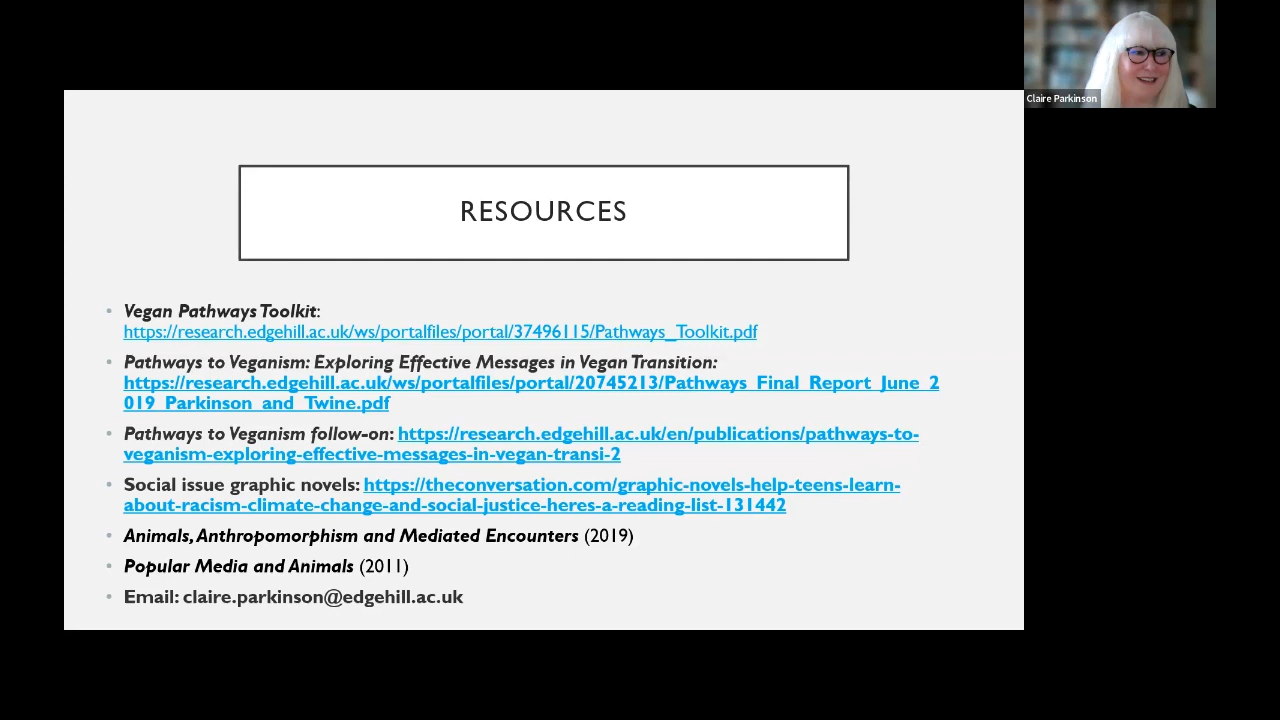 Claire Parkinson
RESOURCES
• Vegan Pathways Toolkit:
https://research.edgehill.ac.uk/ws/portalfiles/portal/37496115/Pathways_Toolkit.pdf
• Pathways to Veganism: Exploring Effective Messages in Vegan Transition:
https://research.edgehill.ac.uk/ws/portalfiles/portal/20745213/Pathways_Final_Report_June_2
019_Parkinson_and_Twine.pdf
• Pathways to Veganism follow-on: https://research.edgehill.ac.uk/en/publications/pathways-to-
veganism-exploring-effective-messages-in-vegan-transi-2
• Social issue graphic novels: https://theconversation.com/graphic-novels-help-teens-learn-
about-racism-climate-change-and-social-justice-heres-a-reading-list-131442
• Animals, Anthropomorphism and Mediated Encounters (2019)
• Popular Media and Animals (2011)
• Email: claire.parkinson@edgehill.ac.uk